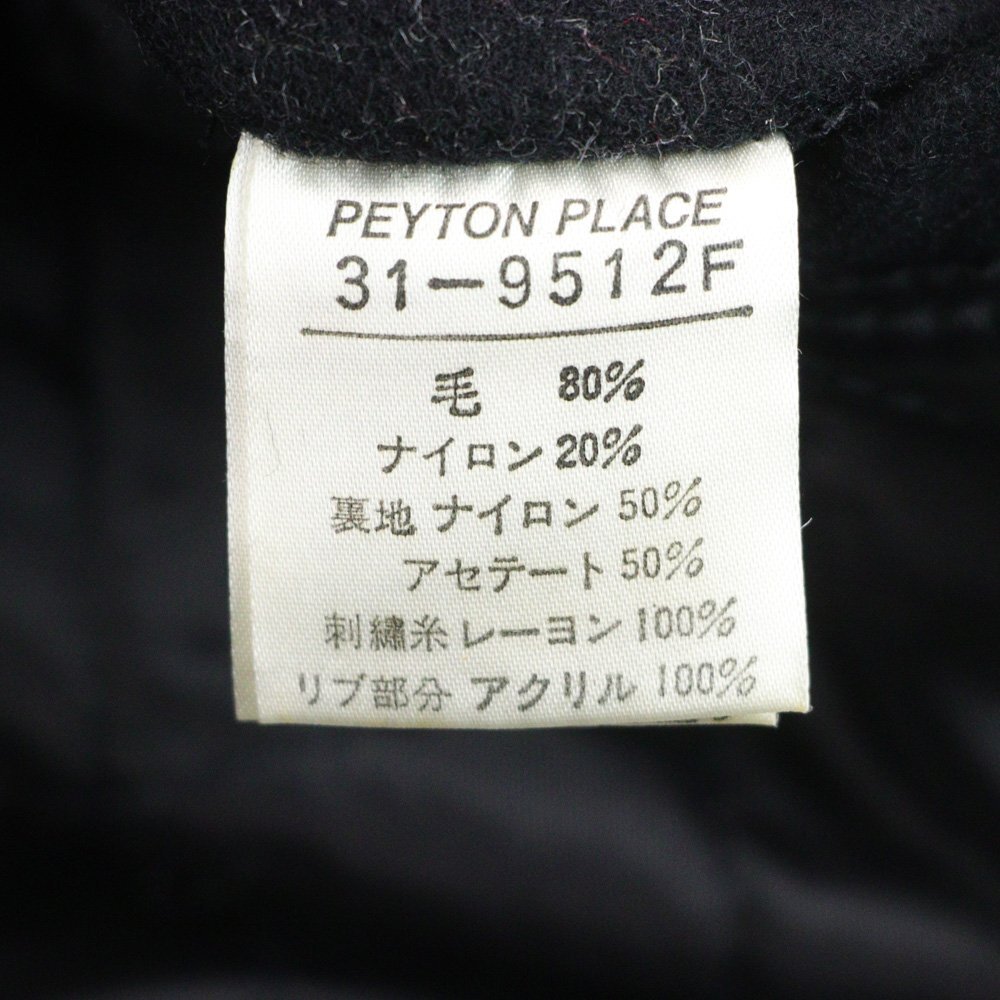 PEYTON PLACE
31-9512F
毛 80%
ナイロン 20%
裏地 ナイロン 50%
アセテート 50%
刺繍糸 レーヨン 100%
リブ部分 アクリル 100%